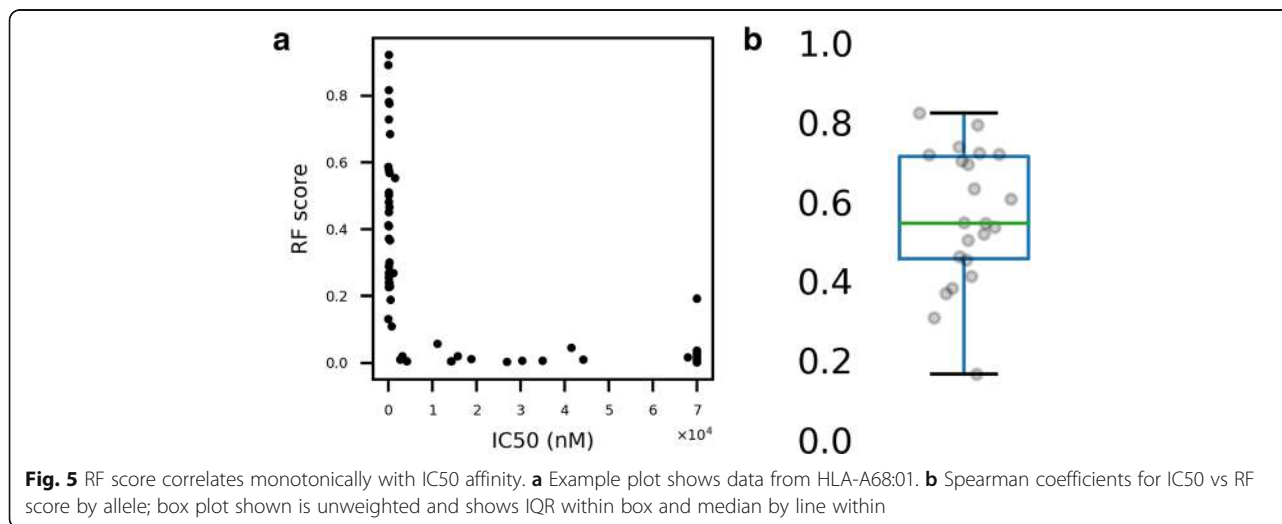 a
0.8
0.6
0.4
0.2
0.0
RF score
0 1 2 3 4 5 6 7
×10⁴
IC50 (nM)
b
1.0
0.8
0.6
0.4
0.2
0.0
Fig. 5 RF score correlates monotonically with IC50 affinity. a Example plot shows data from HLA-A68:01. b Spearman coefficients for IC50 vs RF
score by allele; box plot shown is unweighted and shows IQR within box and median by line within